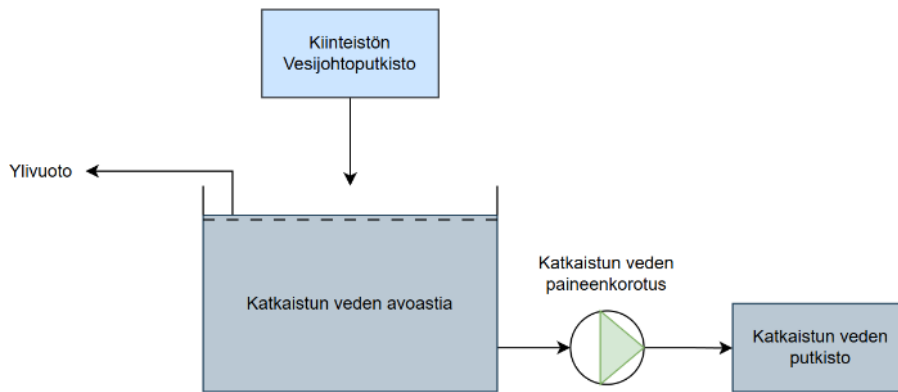 Kiinteistön
Vesijohtoputkisto
Ylivuoto
Katkaistun veden avoastia
Katkaistun veden
paineenkorotus
Katkaistun veden
putkisto